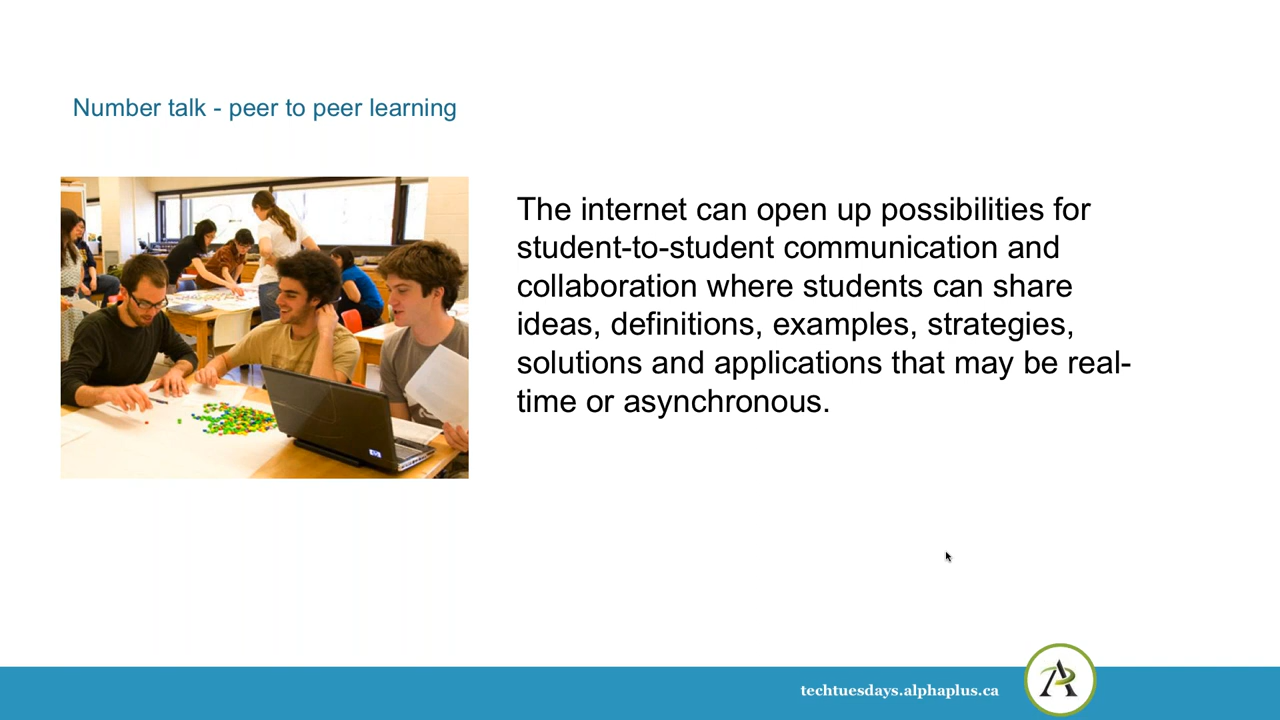 Number talk - peer to peer learning
The internet can open up possibilities for
student-to-student communication and
collaboration where students can share
ideas, definitions, examples, strategies,
solutions and applications that may be real-
time or asynchronous.
techtuesdays.alphaplus.ca